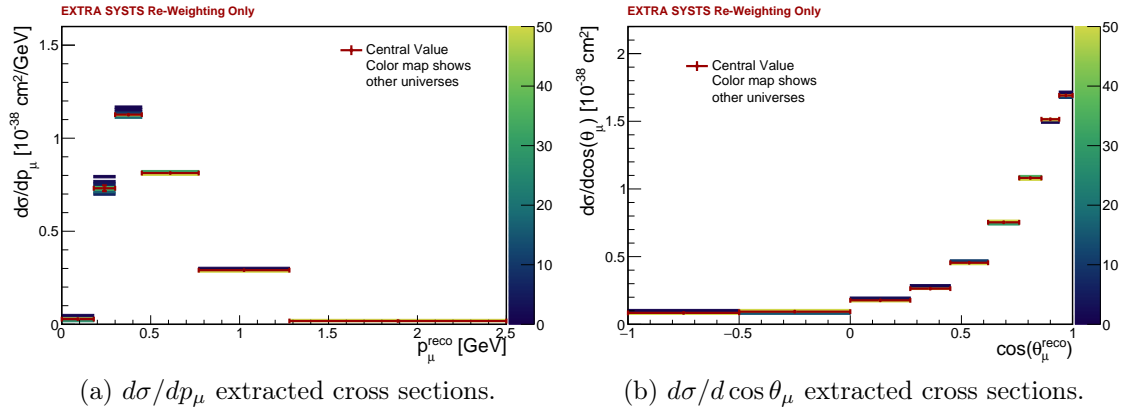 EXTRA SYSTS Re-Weighting Only
dσ/dp_μ [10^-38 cm^2/GeV]
1.5
1
0.5
0
Central Value
Color map shows
other universes
50
40
30
20
10
0
0 0.5 1 1.5 2 2.5
p_μ^reco [GeV]
(a) dσ/dp_μ extracted cross sections.
EXTRA SYSTS Re-Weighting Only
dσ/dcos(θ_μ) [10^-38 cm^2]
2
1.5
1
0.5
Central Value
Color map shows
other universes
50
40
30
20
10
0
−1 −0.5 0 0.5 1
cos(θ_μ^reco)
(b) dσ/d cos θ_μ extracted cross sections.